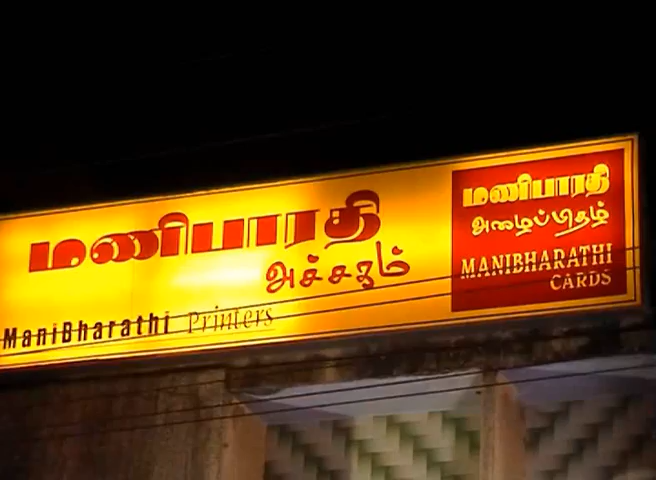 மணிபாரதி
அச்சகம்
ManiBharathi Printers
மணிபாரதி
அழைப்பிதழ்
MANIBHARATHI
CARDS